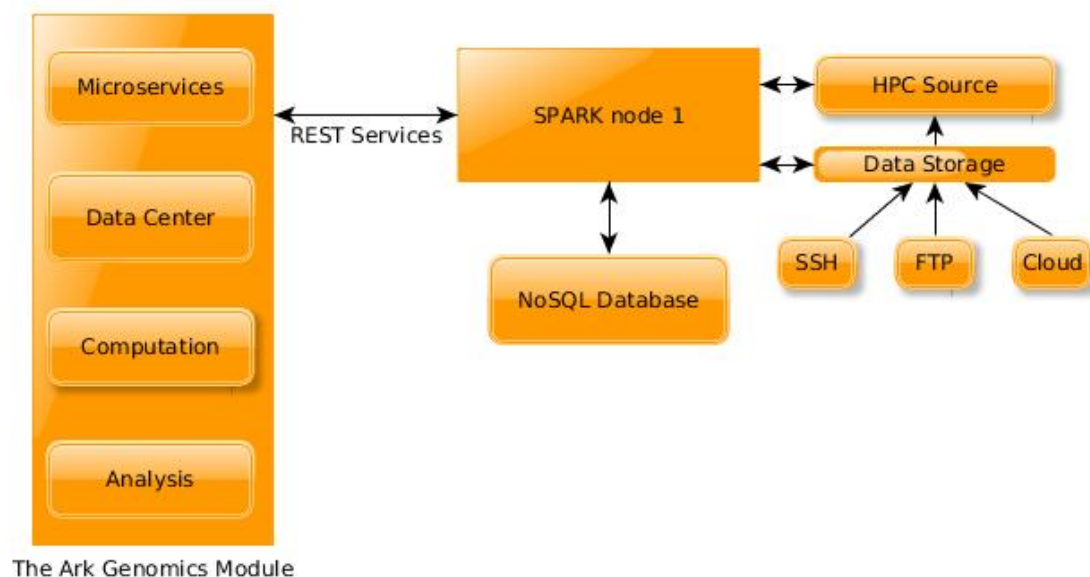 Microservices
Data Center
Computation
Analysis
The Ark Genomics Module
REST Services
SPARK node 1
NoSQL Database
HPC Source
Data Storage
SSH
FTP
Cloud